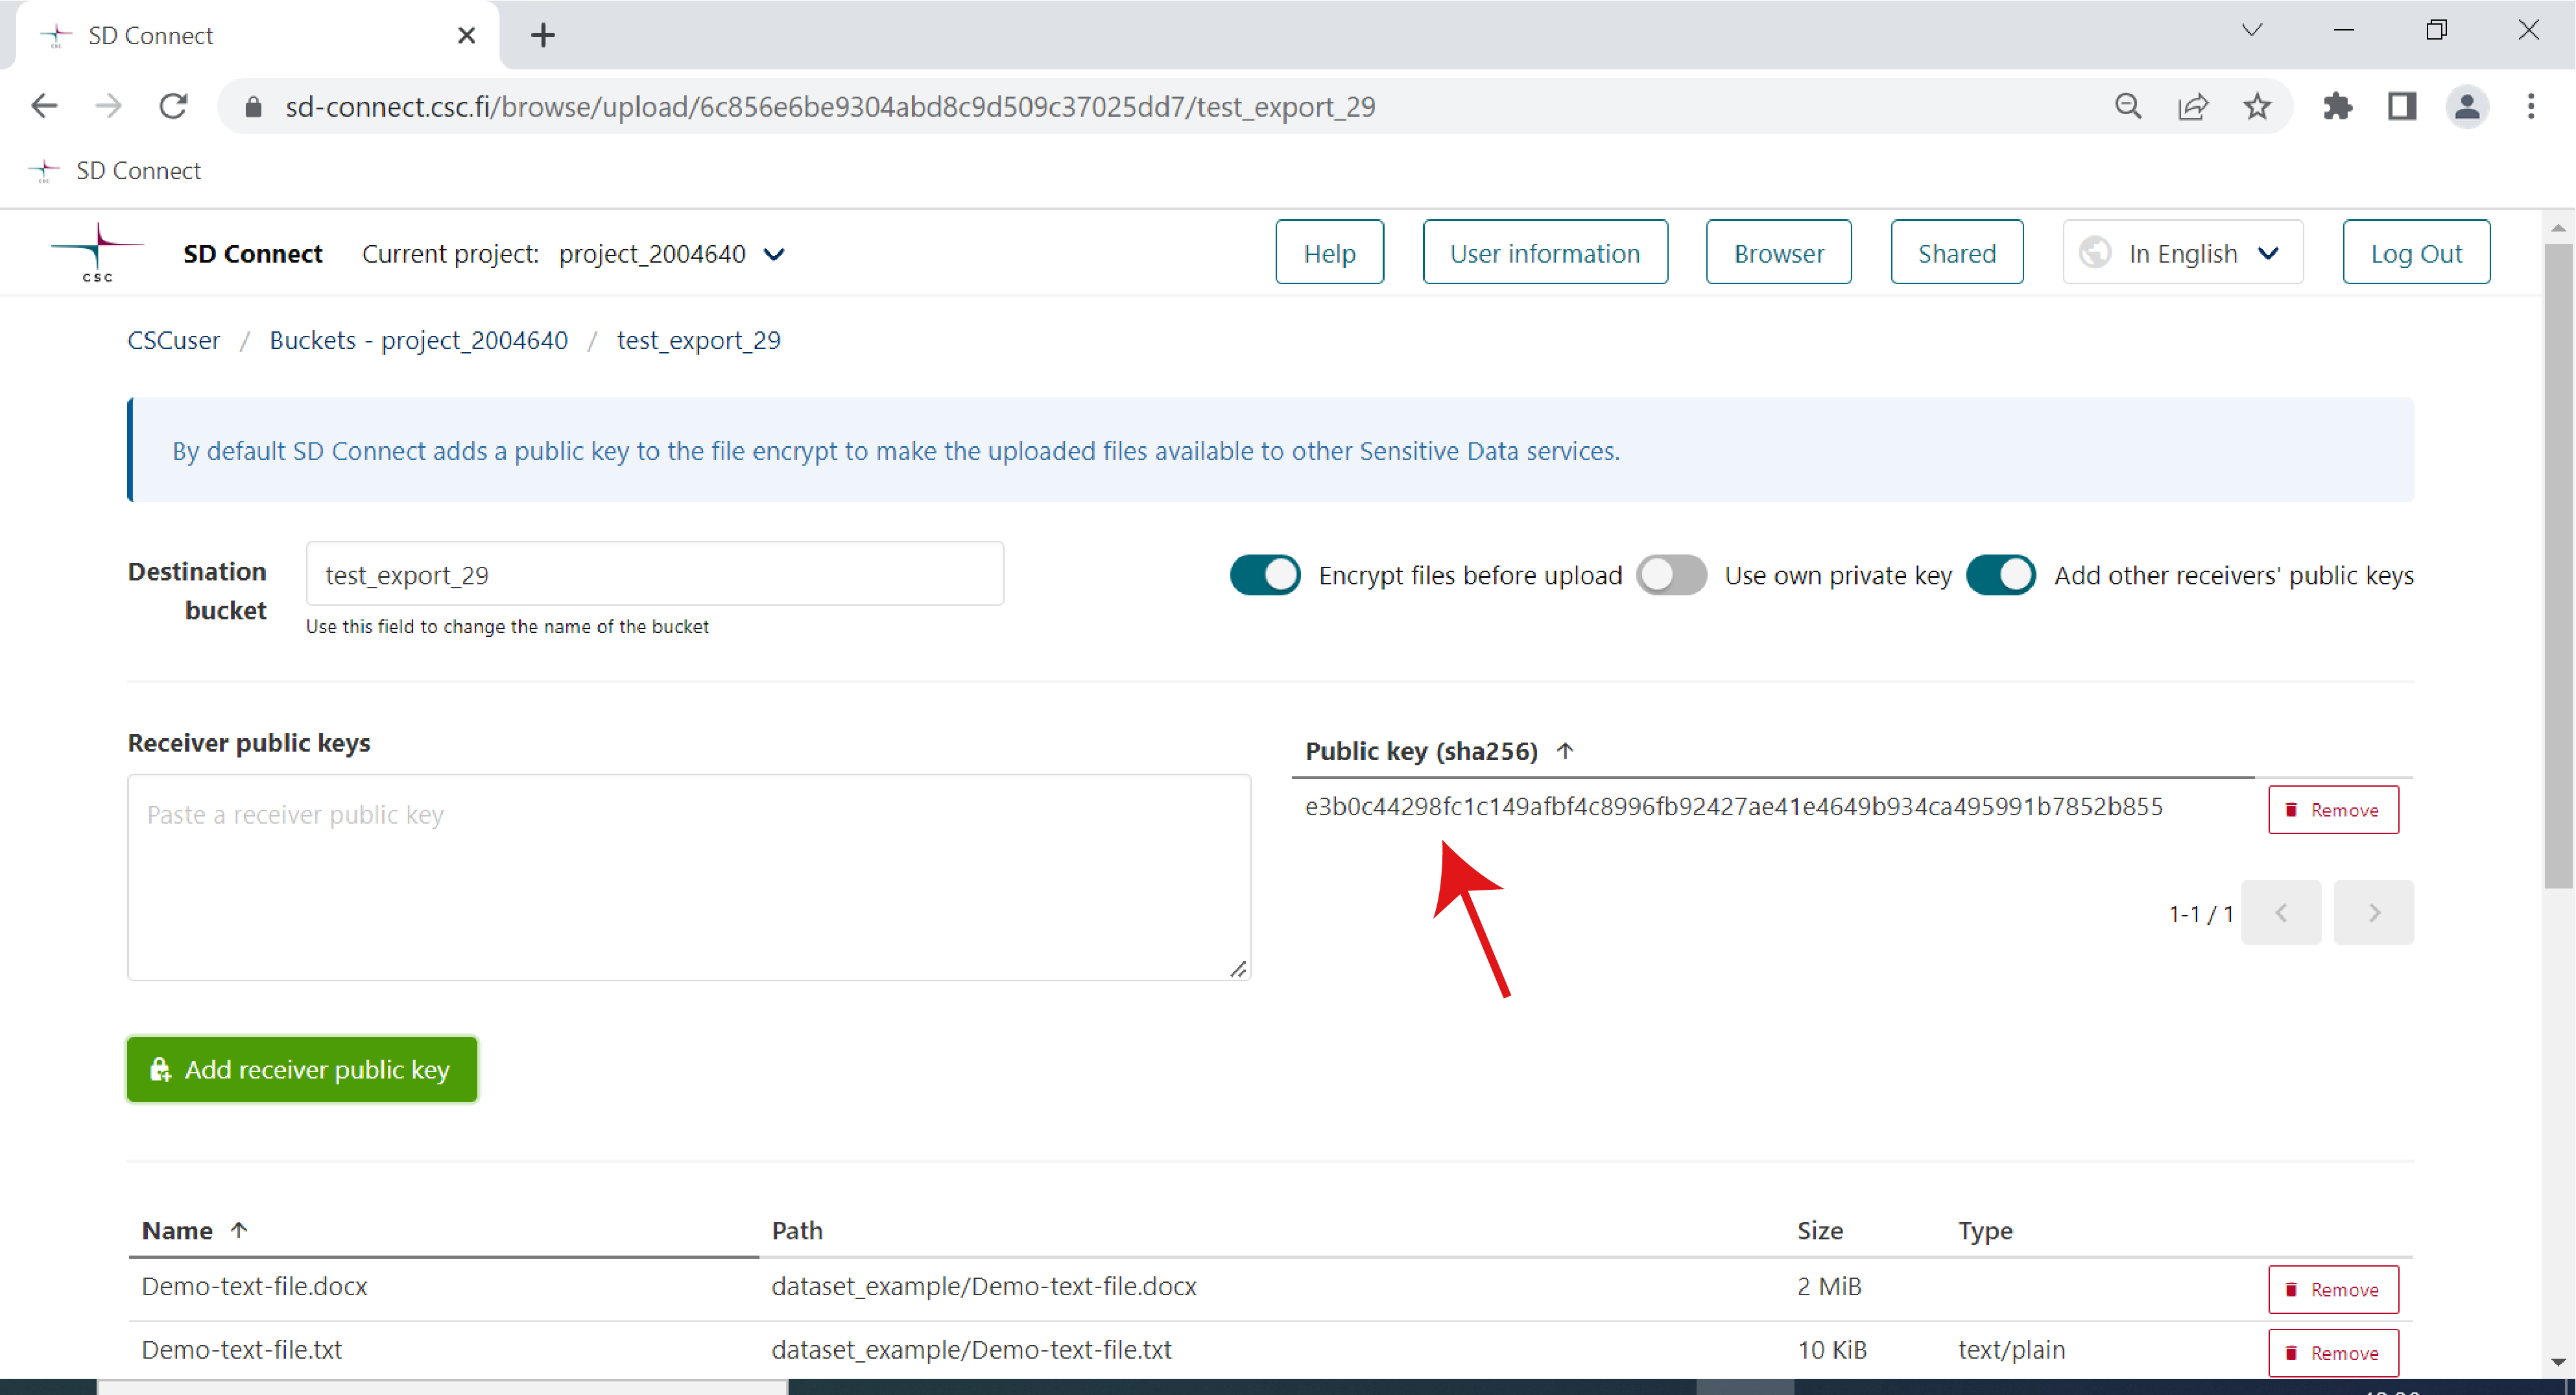 SD Connect
sd-connect.csc.fi/browse/upload/6c856e6be9304abd8c9d509c37025dd7/test_export_29
SD Connect
CSC SD Connect Current project: project_2004640 Help User information Browser Shared In English Log Out
CSCuser / Buckets - project_2004640 / test_export_29
By default SD Connect adds a public key to the file encrypt to make the uploaded files available to other Sensitive Data services.
Destination bucket test_export_29 Encrypt files before upload Use own private key Add other receivers' public keys
Use this field to change the name of the bucket
Receiver public keys
Paste a receiver public key
Public key (sha256)
e3b0c44298fc1c149afbf4c8996fb92427ae41e4649b934ca495991b7852b855 Remove
1-1 / 1
Add receiver public key
Name Path Size Type
Demo-text-file.docx dataset_example/Demo-text-file.docx 2 MiB Remove
Demo-text-file.txt dataset_example/Demo-text-file.txt 10 KiB text/plain Remove